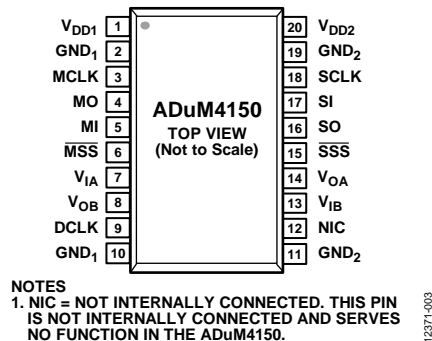 VDD1 1 20 VDD2
GND1 2 19 GND2
MCLK 3 18 SCLK
MO 4 17 SI
MI 5 16 SO
MSS 6 15 SSS
VIA 7 14 VOA
VOB 8 13 VIB
DCLK 9 12 NIC
GND1 10 11 GND2
ADuM4150
TOP VIEW
(Not to Scale)
NOTES
1. NIC = NOT INTERNALLY CONNECTED. THIS PIN
IS NOT INTERNALLY CONNECTED AND SERVES
NO FUNCTION IN THE ADuM4150.
12371-003